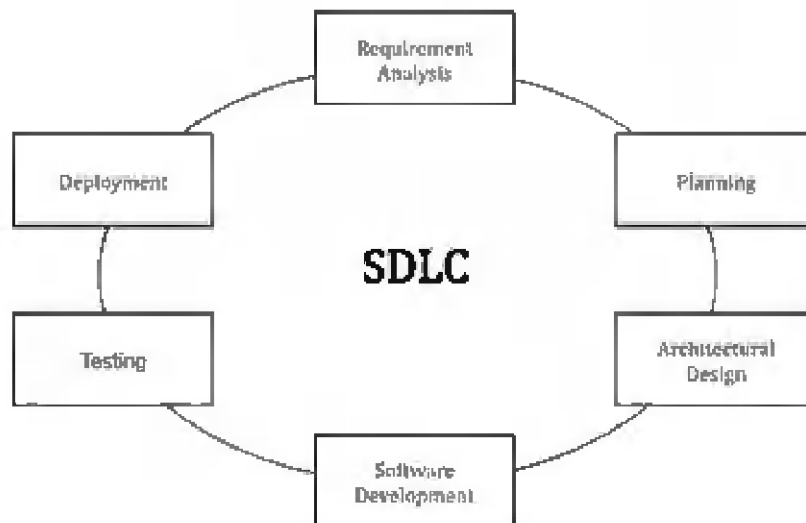 Requirement
Analysis
Deployment
Planning
SDLC
Testing
Architectural
Design
Software
Development